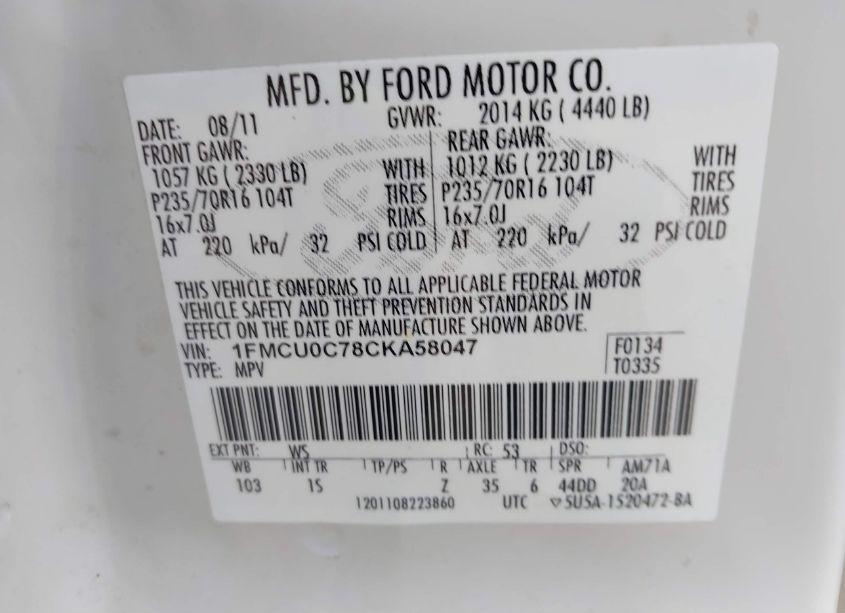 MFD. BY FORD MOTOR CO.
DATE: 08/11 GVWR: 2014 KG ( 4440 LB)
FRONT GAWR: REAR GAWR:
1057 KG ( 2330 LB) WITH 1012 KG ( 2230 LB) WITH
P235/70R16 104T TIRES P235/70R16 104T TIRES
16x7.0J RIMS 16x7.0J RIMS
AT 220 kPa/ 32 PSI COLD AT 220 kPa/ 32 PSI COLD
THIS VEHICLE CONFORMS TO ALL APPLICABLE FEDERAL MOTOR
VEHICLE SAFETY AND THEFT PREVENTION STANDARDS IN
EFFECT ON THE DATE OF MANUFACTURE SHOWN ABOVE.
VIN: 1FMCU0C78CKA58047 F0134
TYPE: MPV T0335
EXT PNT: WS RC: 53 DSO:
WB INT TR TP/PS R AXLE TR SPR AM71A
103 1S Z 35 6 44DD 20A
1201108223860 UTC ▽5U5A-1520472-BA